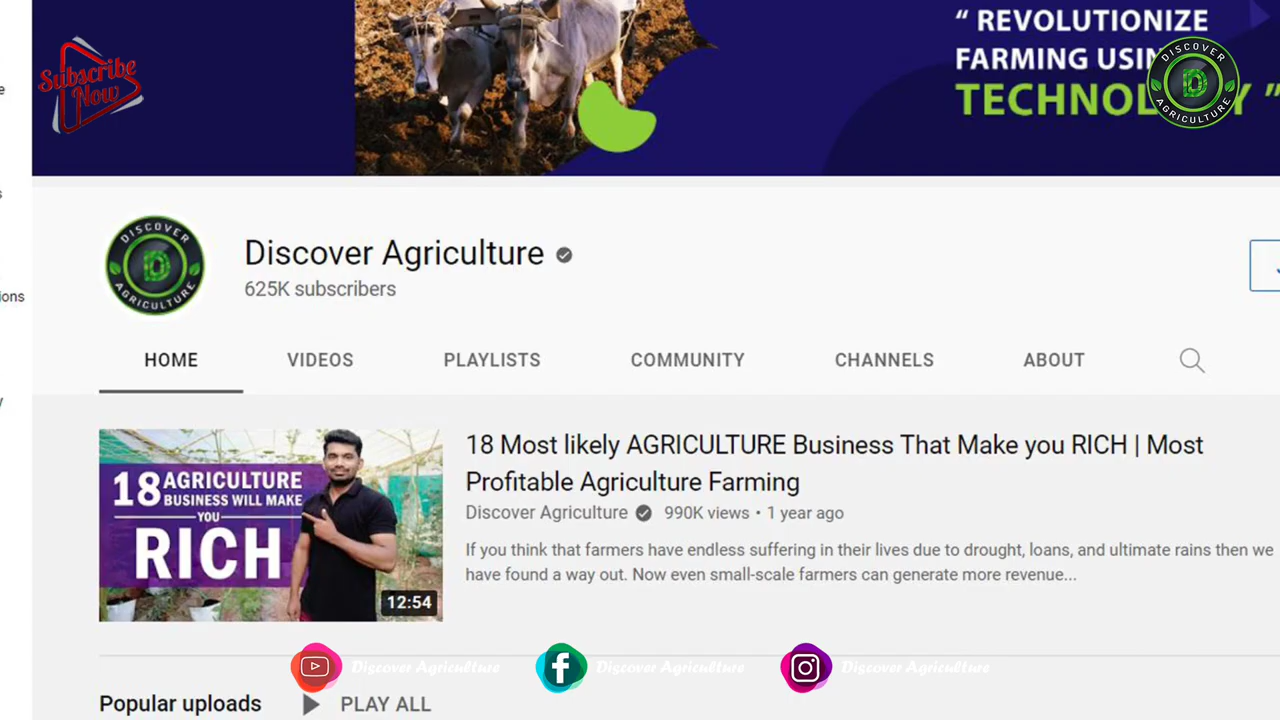 “ REVOLUTIONIZE
FARMING USIN
TECHNOL Y ”
Subscribe
Now
DISCOVER
D
AGRICULTURE
e
s
DISCOVER
D
AGRICULTURE
Discover Agriculture
625K subscribers
ions
HOME VIDEOS PLAYLISTS COMMUNITY CHANNELS ABOUT
y
18 AGRICULTURE
BUSINESS WILL MAKE
YOU
RICH
12:54
18 Most likely AGRICULTURE Business That Make you RICH | Most
Profitable Agriculture Farming
Discover Agriculture 990K views • 1 year ago
If you think that farmers have endless suffering in their lives due to drought, loans, and ultimate rains then we
have found a way out. Now even small-scale farmers can generate more revenue...
Discover Agriculture f Discover Agriculture Discover Agriculture
Popular uploads PLAY ALL